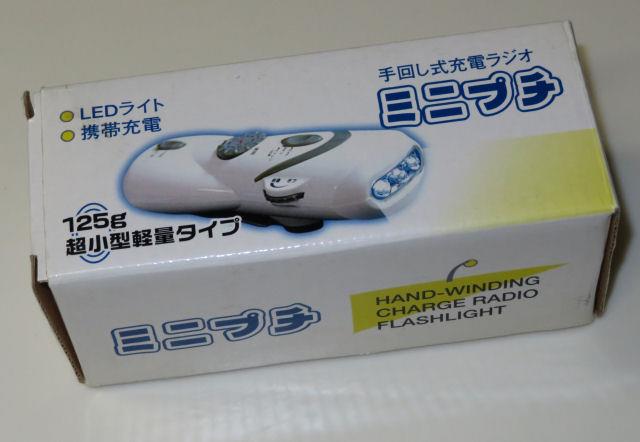 手回し式充電ラジオ
ミニプチ
LEDライト
携帯充電
125g
超小型軽量タイプ
ミニプチ
HAND-WINDING
CHARGE RADIO
FLASHLIGHT